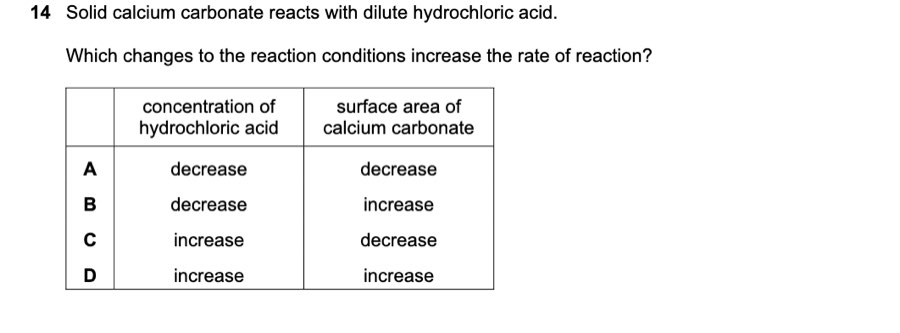 14 Solid calcium carbonate reacts with dilute hydrochloric acid.
Which changes to the reaction conditions increase the rate of reaction?
concentration of hydrochloric acid surface area of calcium carbonate
A decrease decrease
B decrease increase
C increase decrease
D increase increase